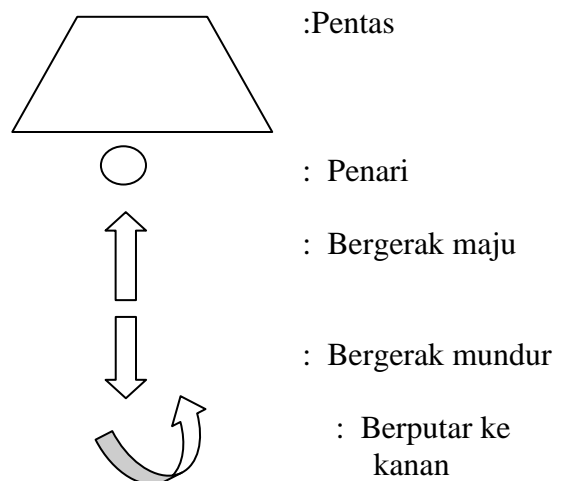 :Pentas
: Penari
: Bergerak maju
: Bergerak mundur
: Berputar ke
kanan